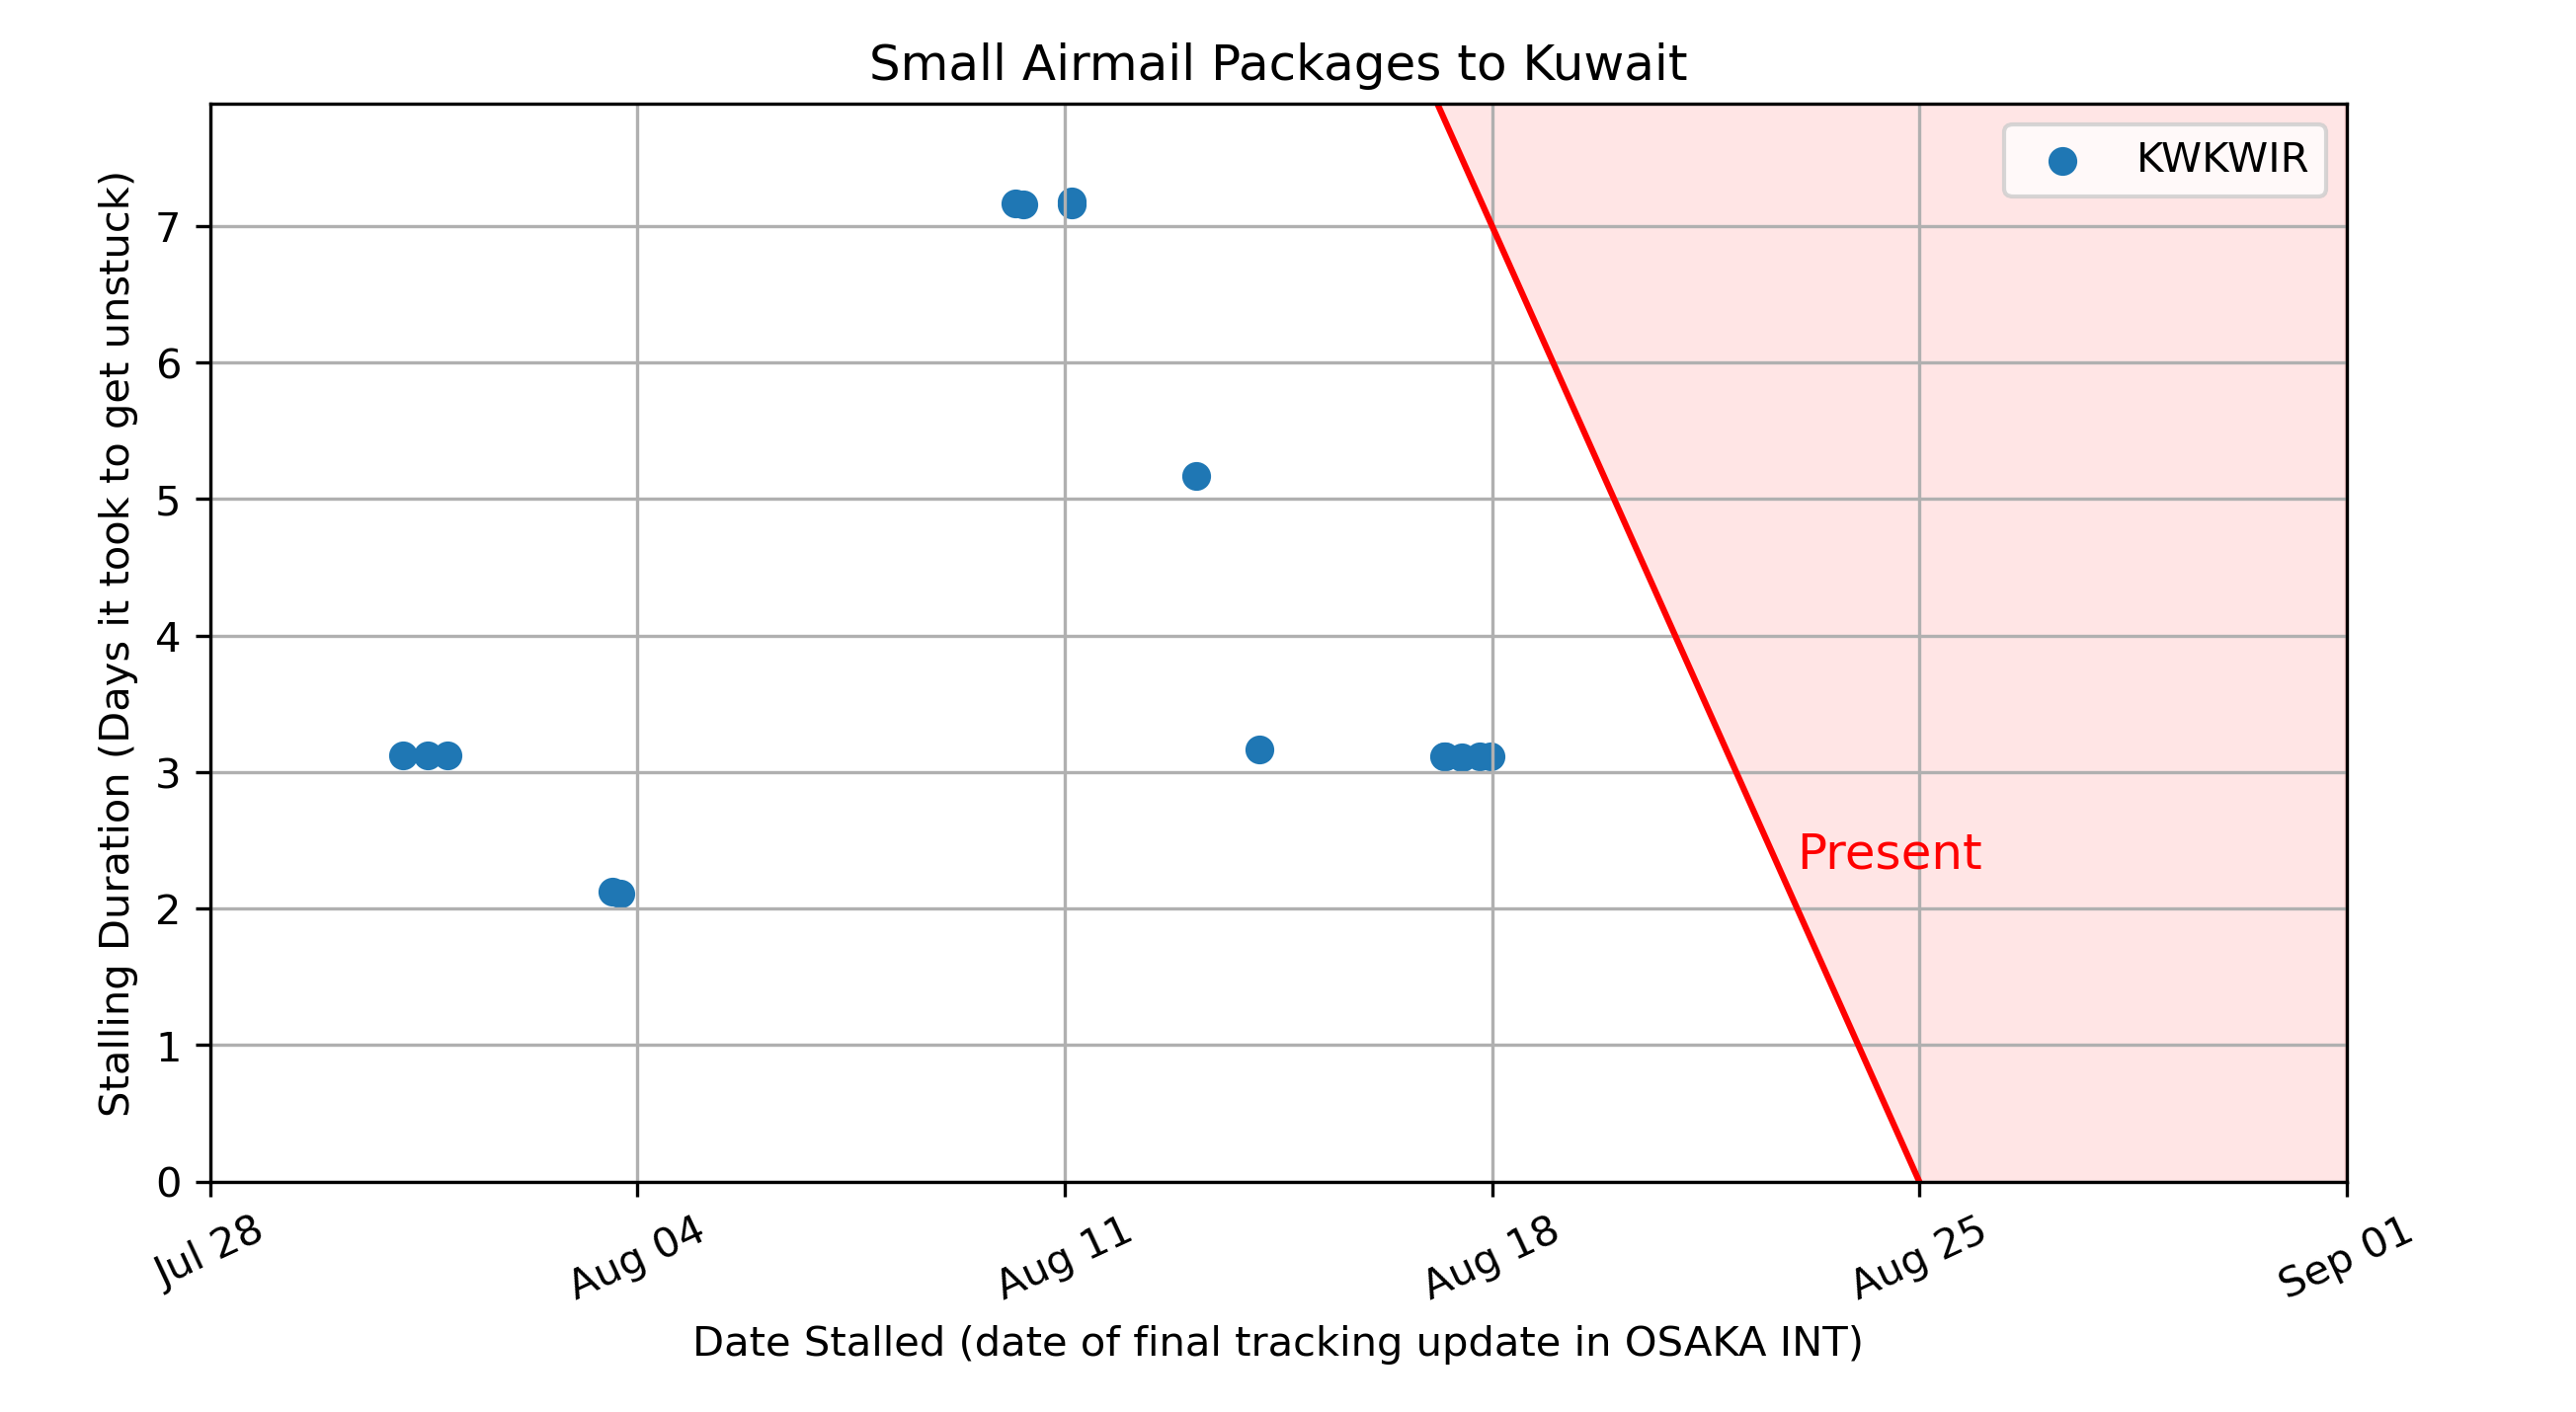 Small Airmail Packages to Kuwait
KWKWIR
Stalling Duration (Days it took to get unstuck)
7
6
5
4
3
2
1
0
Present
Jul 28
Aug 04
Aug 11
Aug 18
Aug 25
Sep 01
Date Stalled (date of final tracking update in OSAKA INT)